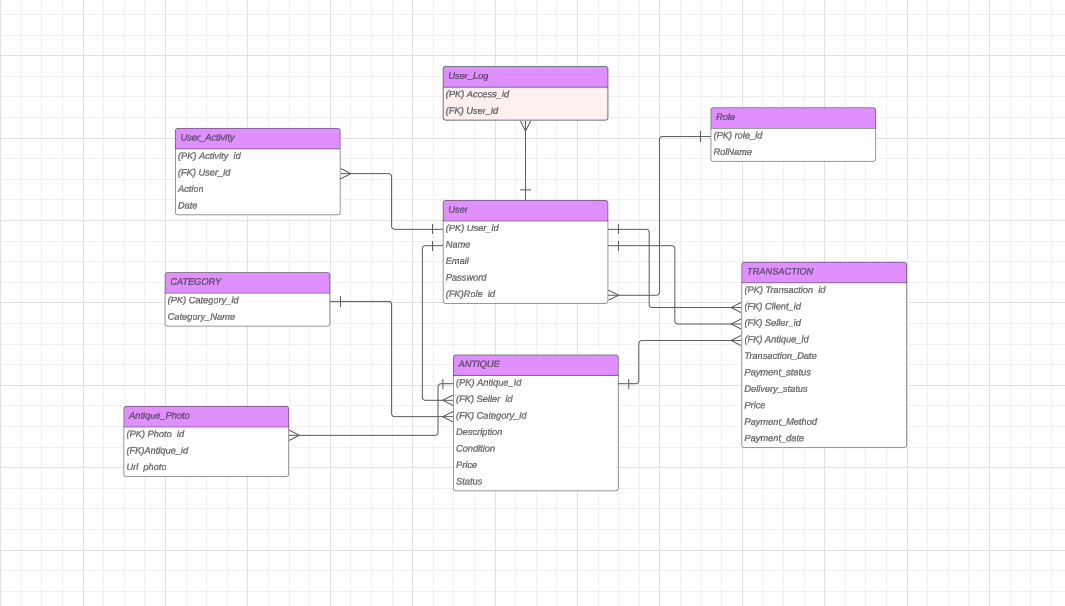 User_Log
(PK) Access_id
(FK) User_id
Role
(PK) role_id
RolName
User_Activity
(PK) Activity_id
(FK) User_id
Action
Date
User
(PK) User_id
Name
Email
Password
(FK)Role_id
CATEGORY
(PK) Category_id
Category_Name
TRANSACTION
(PK) Transaction_id
(FK) Client_id
(FK) Seller_id
(FK) Antique_id
Transaction_Date
Payment_status
Delivery_status
Price
Payment_Method
Payment_date
ANTIQUE
(PK) Antique_Id
(FK) Seller_id
(FK) Category_id
Description
Condition
Price
Status
Antique_Photo
(PK) Photo_id
(FK)Antique_id
Url_photo